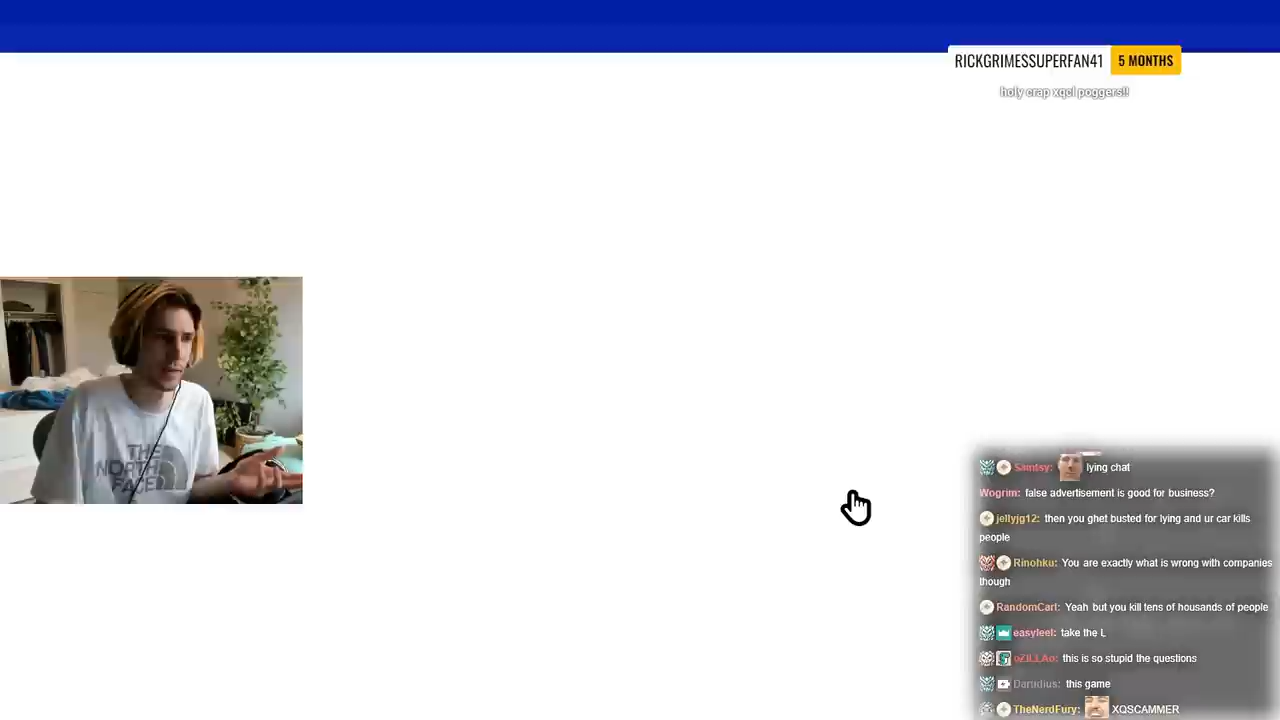 RICKGRIMESSUPERFAN41 5 MONTHS
holy crap xqcl poggers!!
THE
NORTH
FACE
Samtsy: lying chat
Wogrim: false advertisement is good for business?
jellyjg12: then you ghet busted for lying and ur car kills
people
Rinohku: You are exactly what is wrong with companies
though
RandomCart: Yeah but you kill tens of housands of people
easyleel: take the L
oZILLAo: this is so stupid the questions
Darudius: this game
TheNerdFury: XQSCAMMER